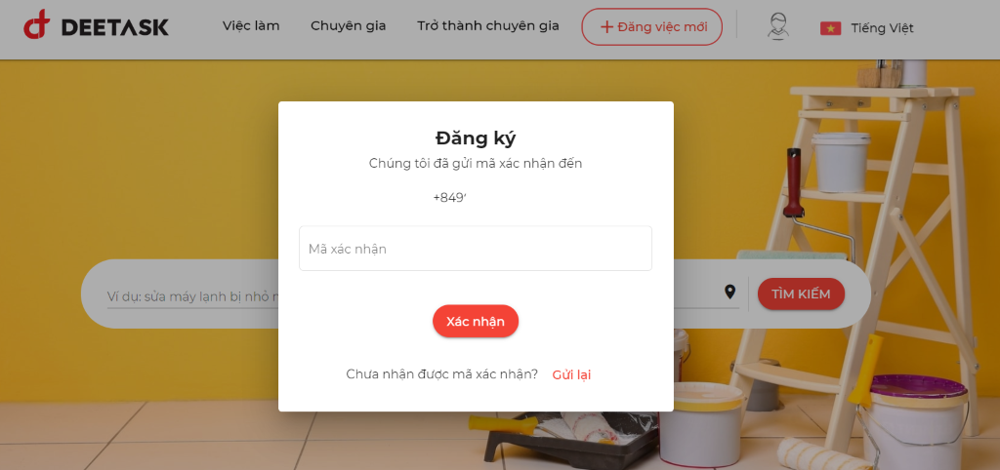 DEETASK
Việc làm
Chuyên gia
Trở thành chuyên gia
Đăng việc mới
Tiếng Việt
Đăng ký
Chúng tôi đã gửi mã xác nhận đến
+849
Mã xác nhận
Ví dụ: sửa máy lạnh bị nhỏ
TÌM KIẾM
Xác nhận
Chưa nhận được mã xác nhận? Gửi lại